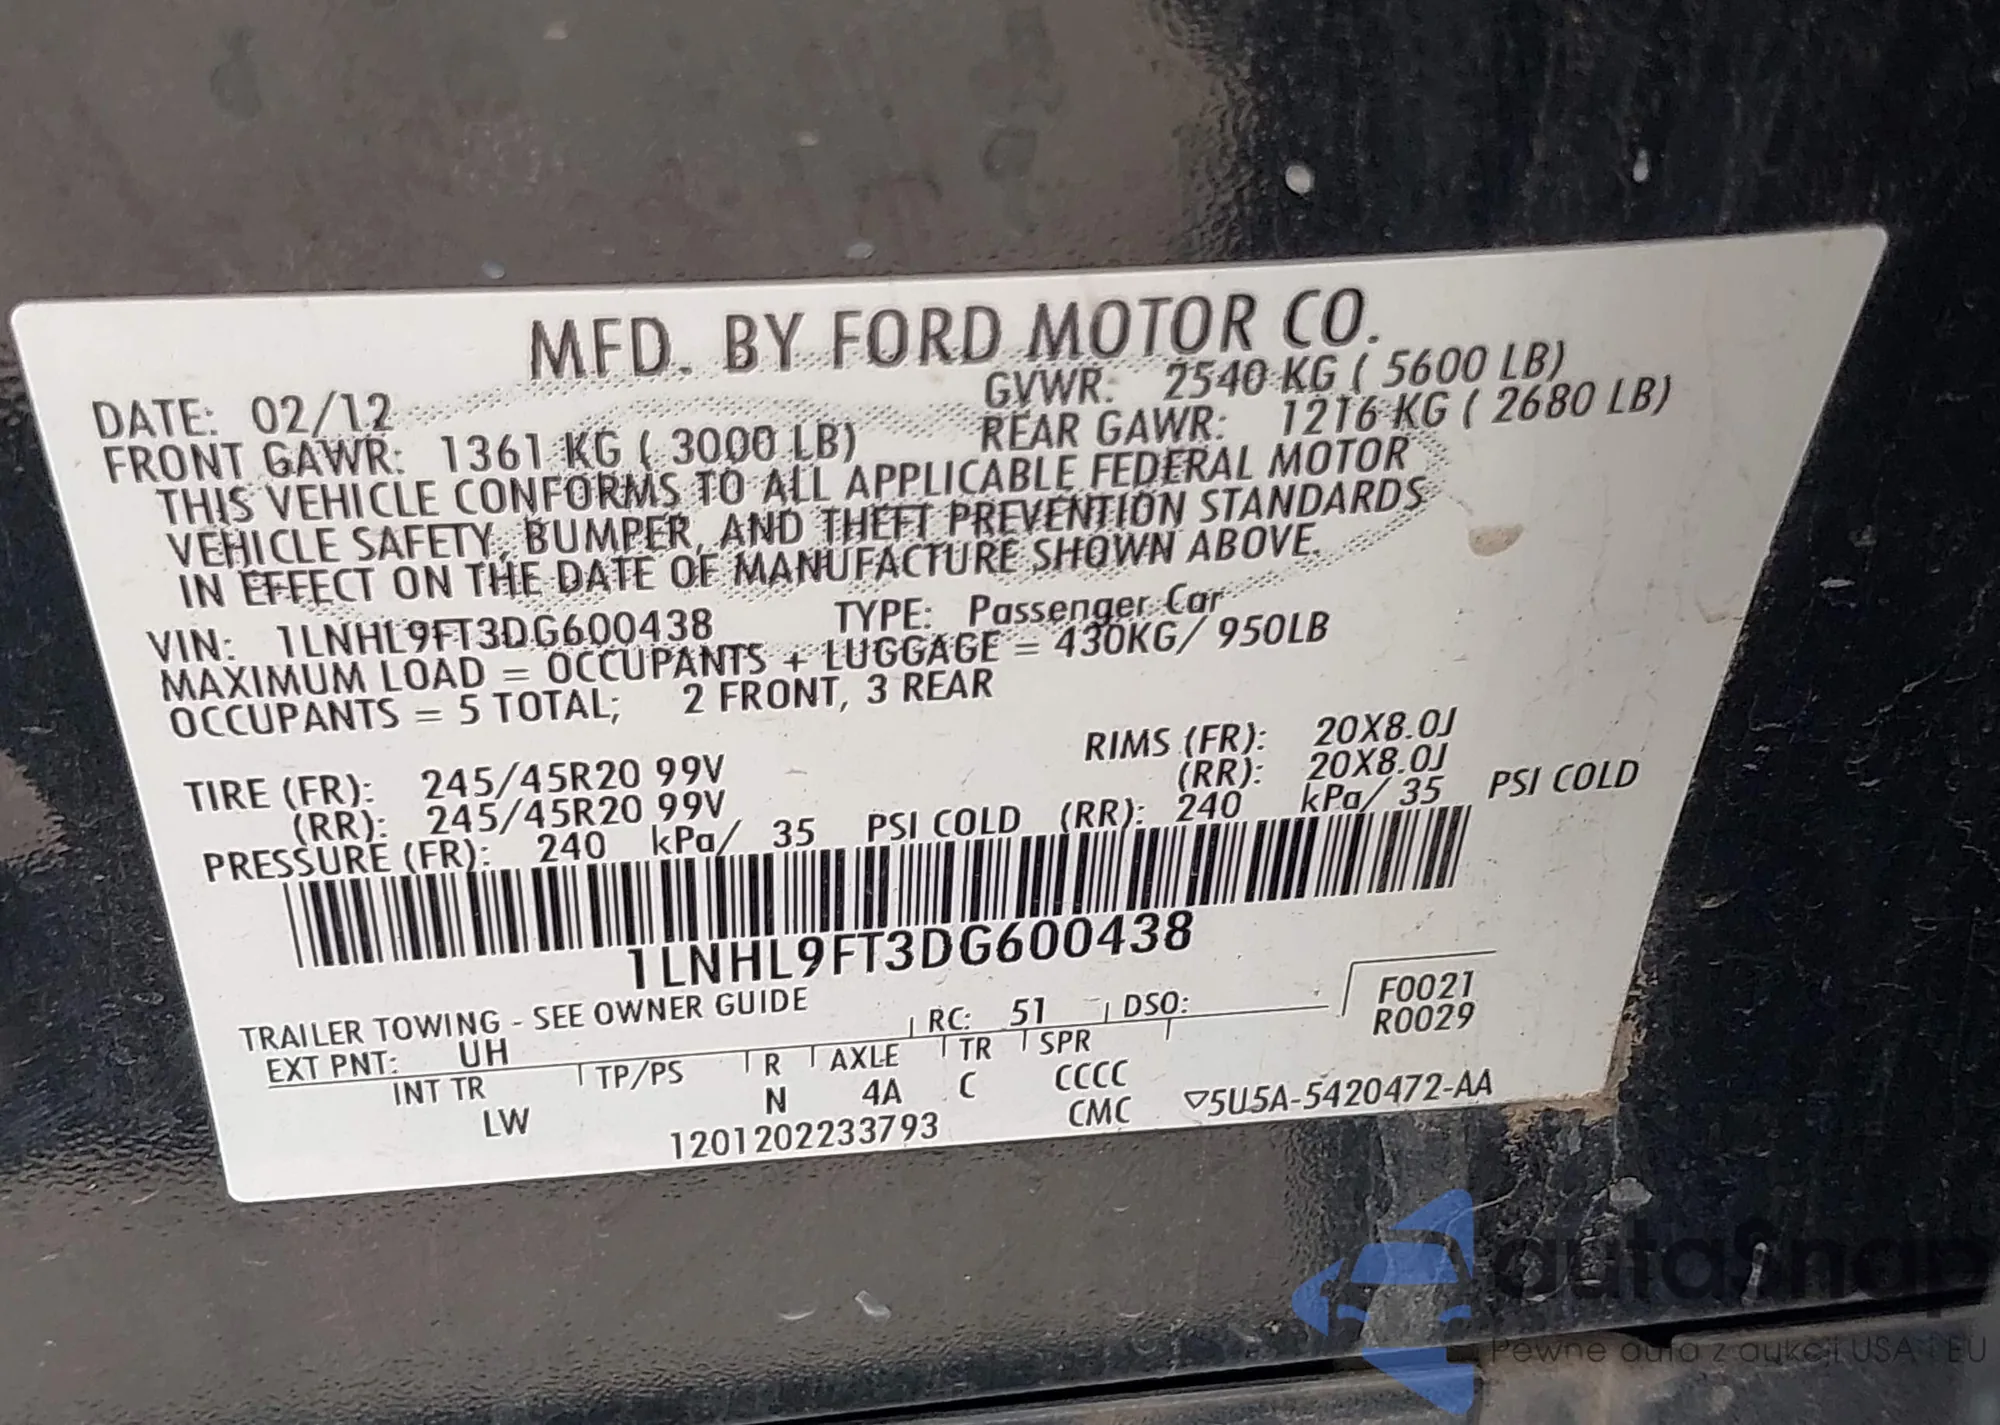 MFD. BY FORD MOTOR CO.
DATE: 02/12 GVWR: 2540 KG ( 5600 LB)
FRONT GAWR: 1361 KG ( 3000 LB) REAR GAWR: 1216 KG ( 2680 LB)
THIS VEHICLE CONFORMS TO ALL APPLICABLE FEDERAL MOTOR
VEHICLE SAFETY, BUMPER, AND THEFT PREVENTION STANDARDS
IN EFFECT ON THE DATE OF MANUFACTURE SHOWN ABOVE.
VIN: 1LNHL9FT3DG600438 TYPE: Passenger Car
MAXIMUM LOAD = OCCUPANTS + LUGGAGE = 430KG/ 950LB
OCCUPANTS = 5 TOTAL; 2 FRONT, 3 REAR
TIRE (FR): 245/45R20 99V RIMS (FR): 20X8.0J
(RR): 245/45R20 99V (RR): 20X8.0J
PRESSURE (FR): 240 kPa/ 35 PSI COLD (RR): 240 kPa/ 35 PSI COLD
1LNHL9FT3DG600438
TRAILER TOWING - SEE OWNER GUIDE
F0021
EXT PNT: UH RC: 51 DSO: R0029
INT TR TP/PS R AXLE TR SPR
LW N 4A C CCCC
CMC ▽5U5A-5420472-AA
1201202233793
autaSnap
Pewne auta z aukcji USA i EU